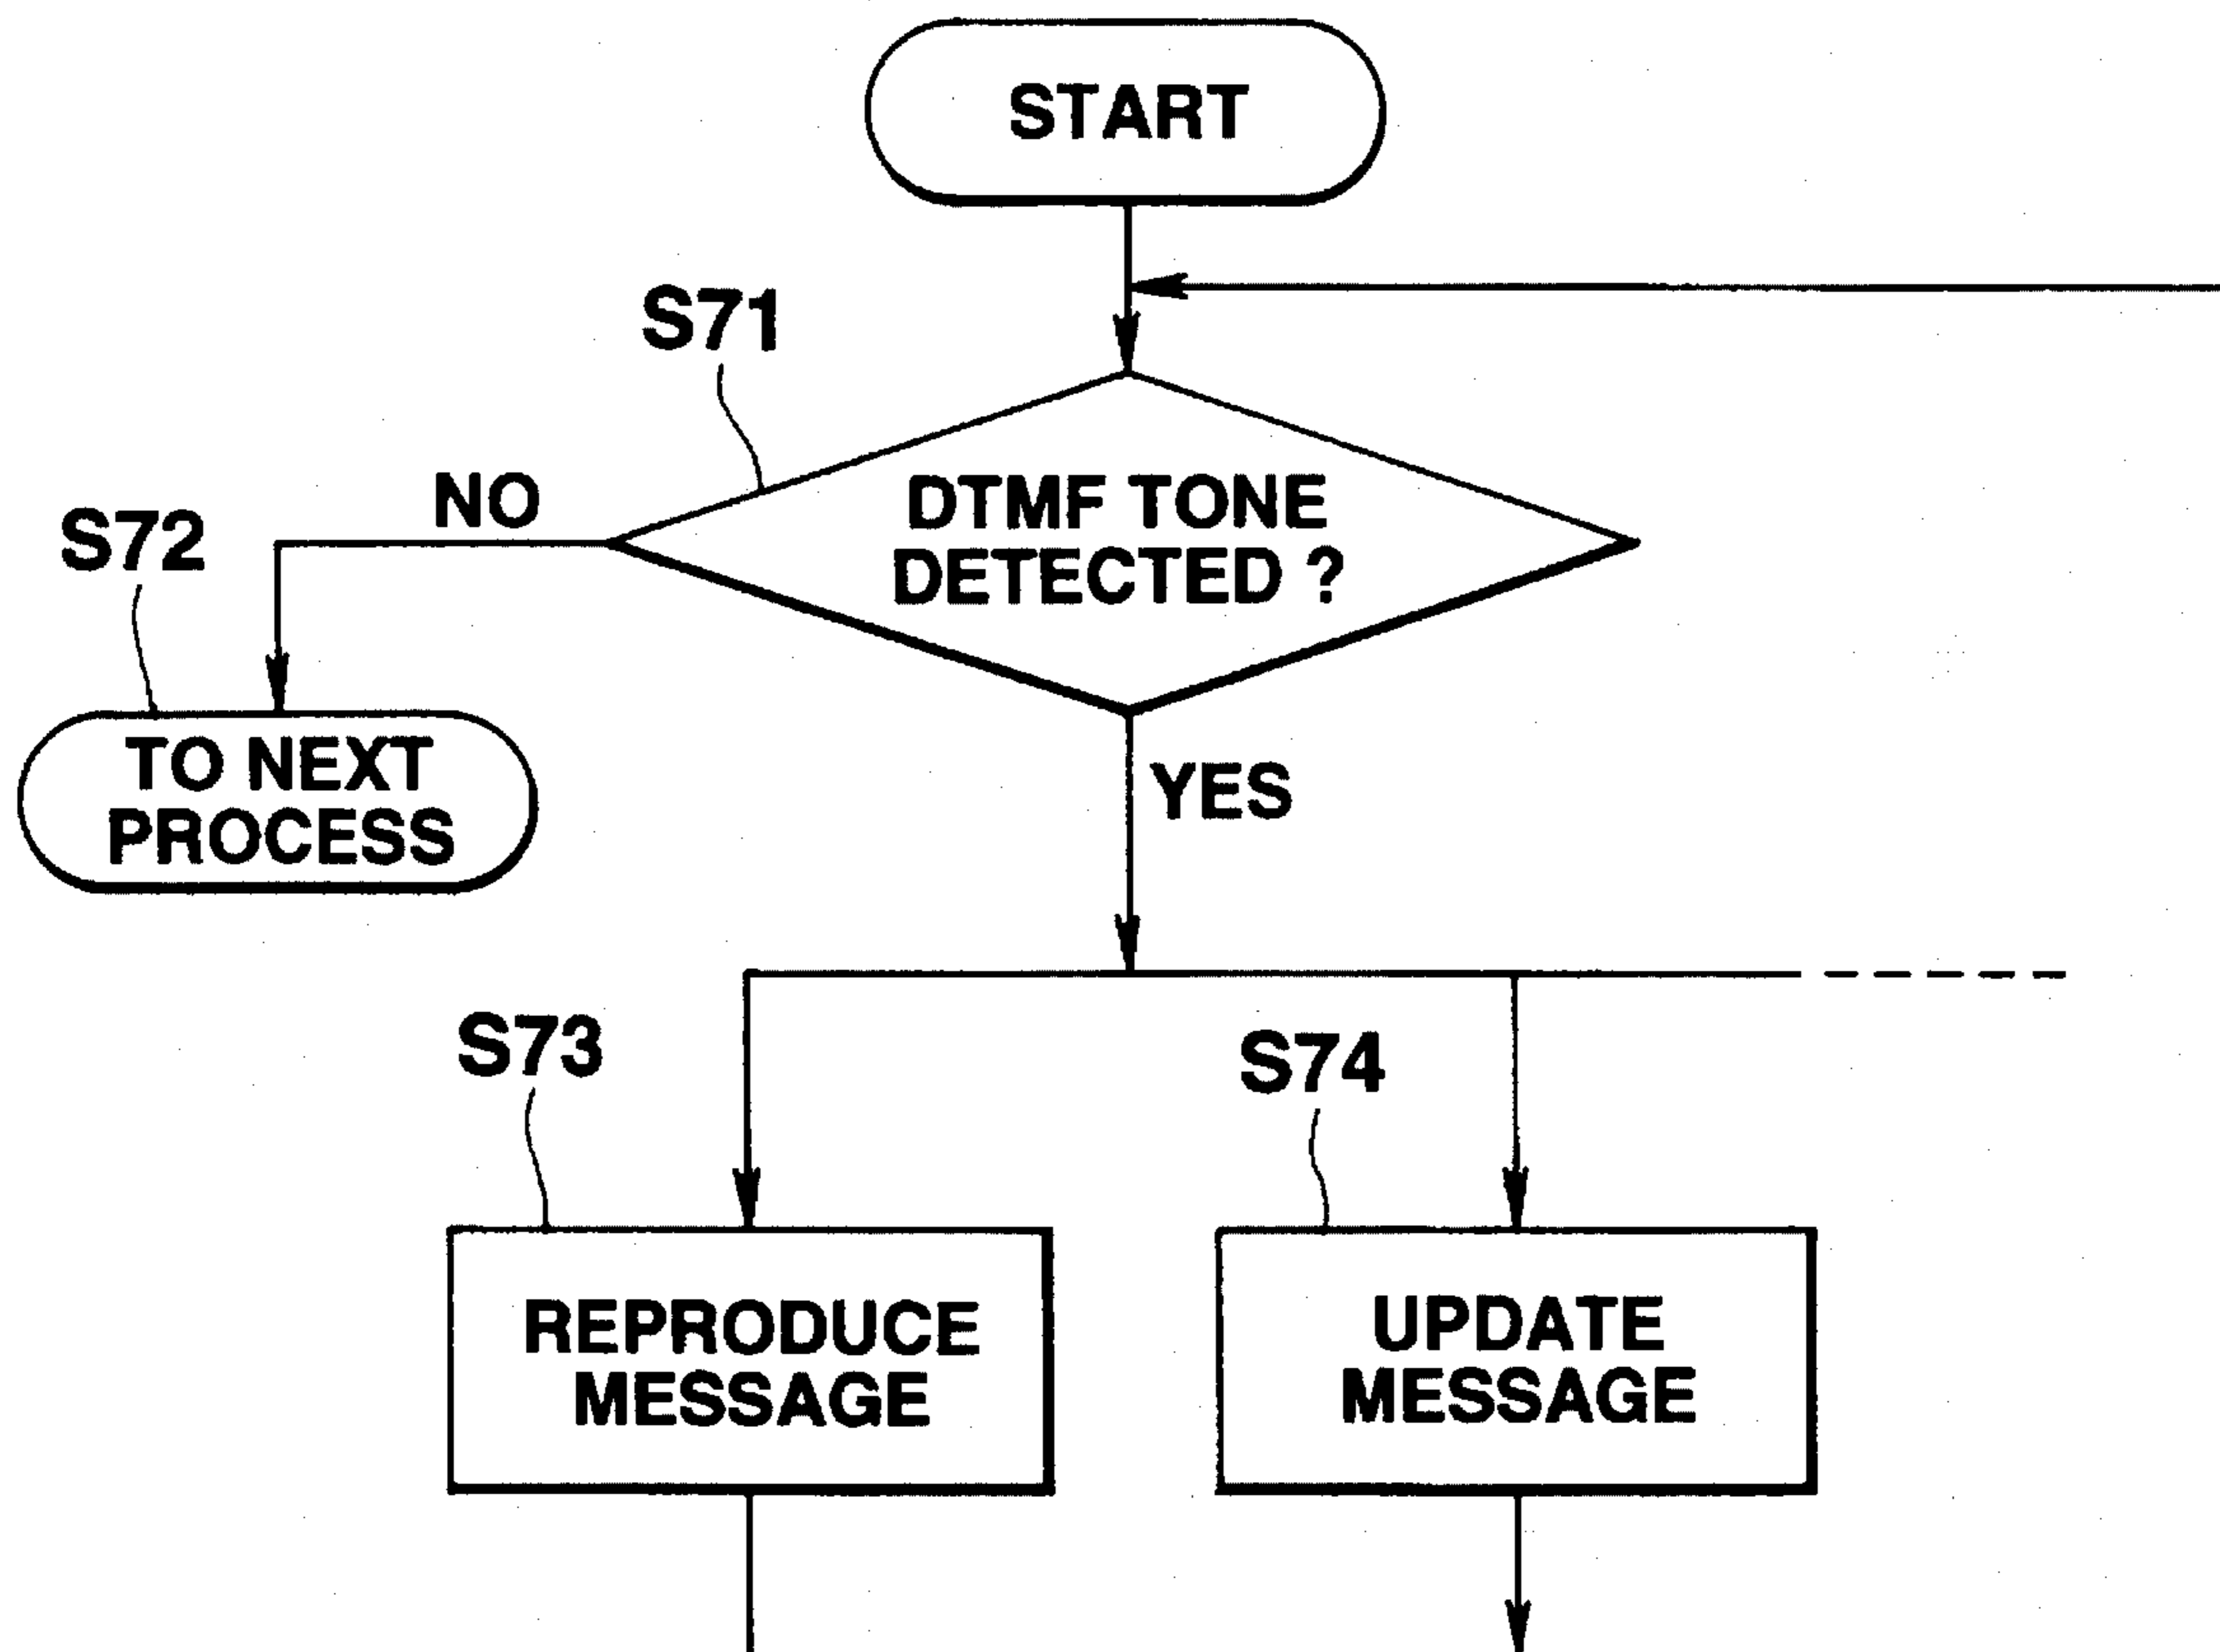 START
S71
DTMF TONE
DETECTED ?
NO
S72
TO NEXT
PROCESS
YES
S73
S74
REPRODUCE
MESSAGE
UPDATE
MESSAGE